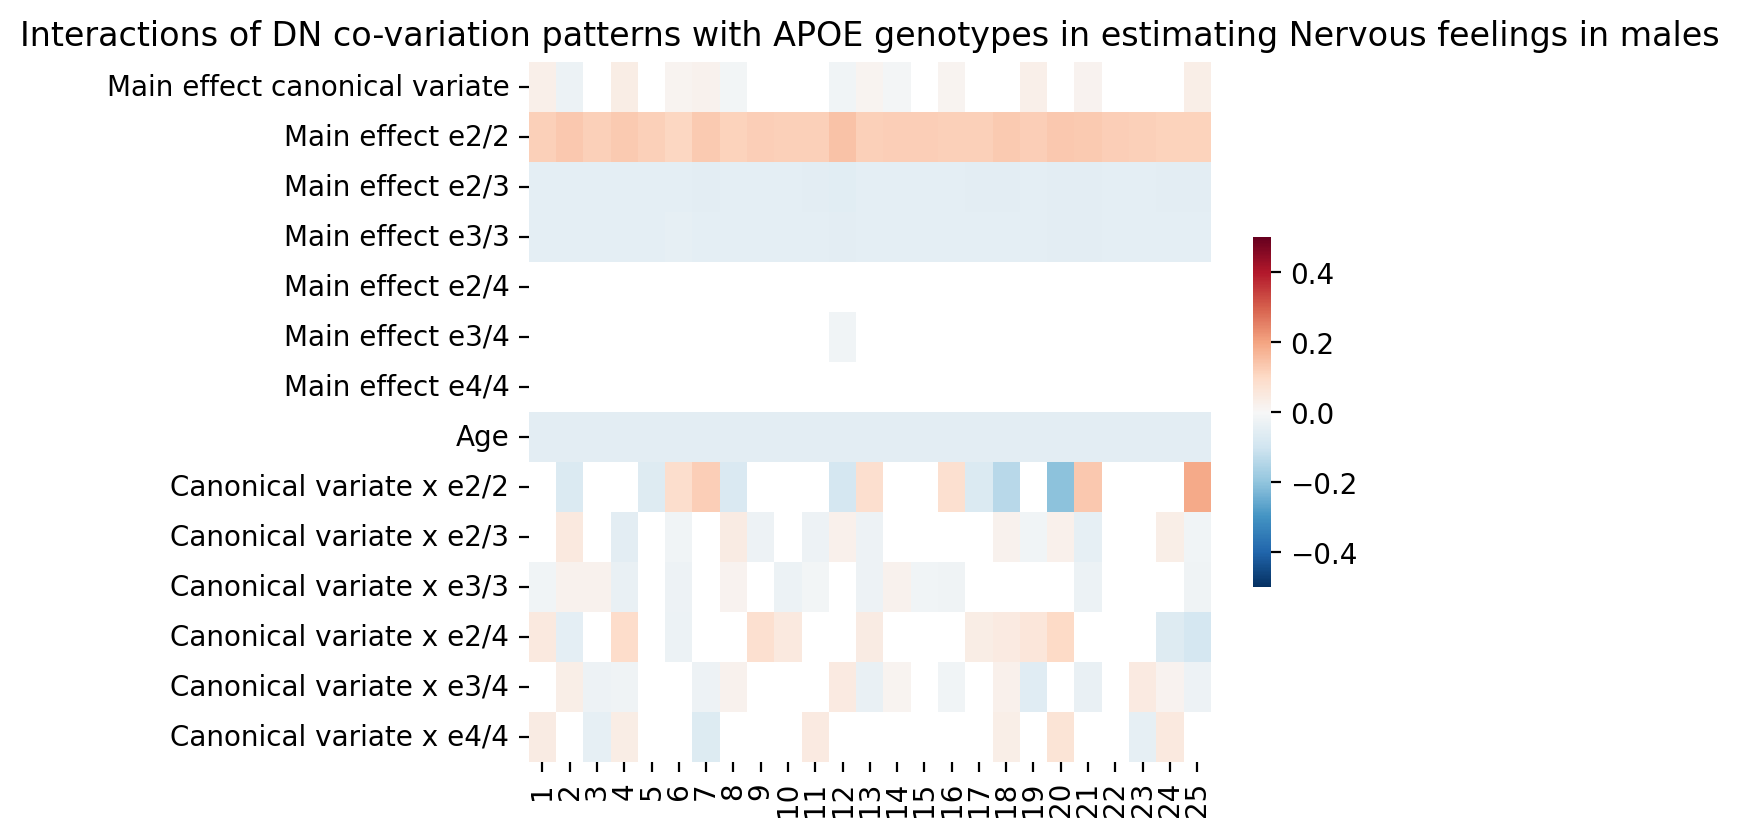 Interactions of DN co-variation patterns with APOE genotypes in estimating Nervous feelings in males
Main effect canonical variate
Main effect e2/2
Main effect e2/3
Main effect e3/3
Main effect e2/4
Main effect e3/4
Main effect e4/4
Age
Canonical variate x e2/2
Canonical variate x e2/3
Canonical variate x e3/3
Canonical variate x e2/4
Canonical variate x e3/4
Canonical variate x e4/4
1 2 3 4 5 6 7 8 9 10 11 12 13 14 15 16 17 18 19 20 21 22 23 24 25
0.4
0.2
0.0
−0.2
−0.4